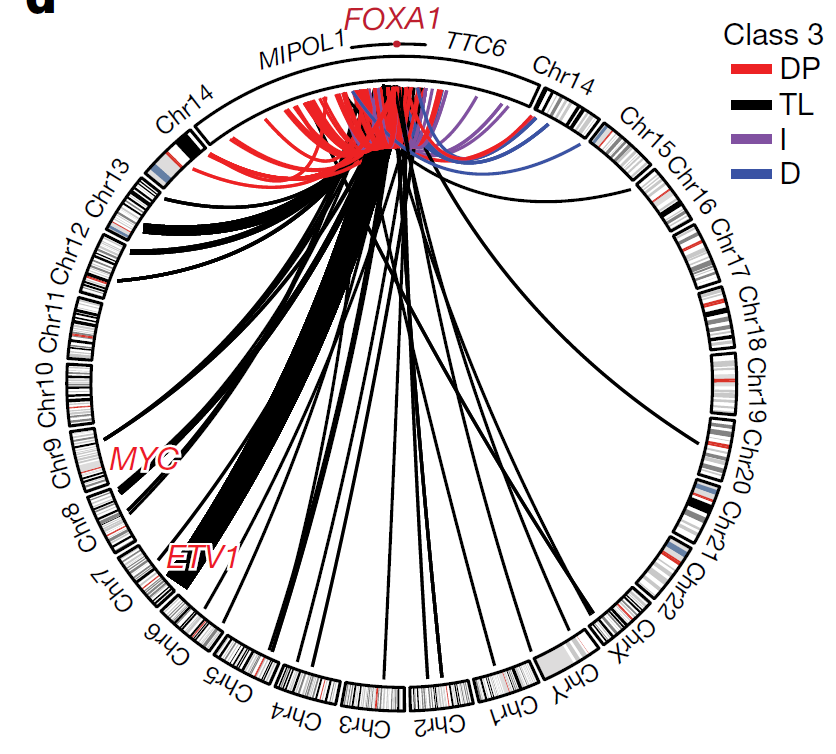 d
FOXA1
MIPOL1
TTC6
Class 3
DP
TL
I
D
Chr14
Chr15
Chr16
Chr17
Chr18
Chr19
Chr20
Chr21
Chr22
ChrX
ChrY
Chr1
Chr2
Chr3
Chr4
Chr5
Chr6
Chr7
Chr8
Chr9
Chr10
Chr11
Chr12
Chr13
Chr14
MYC
ETV1